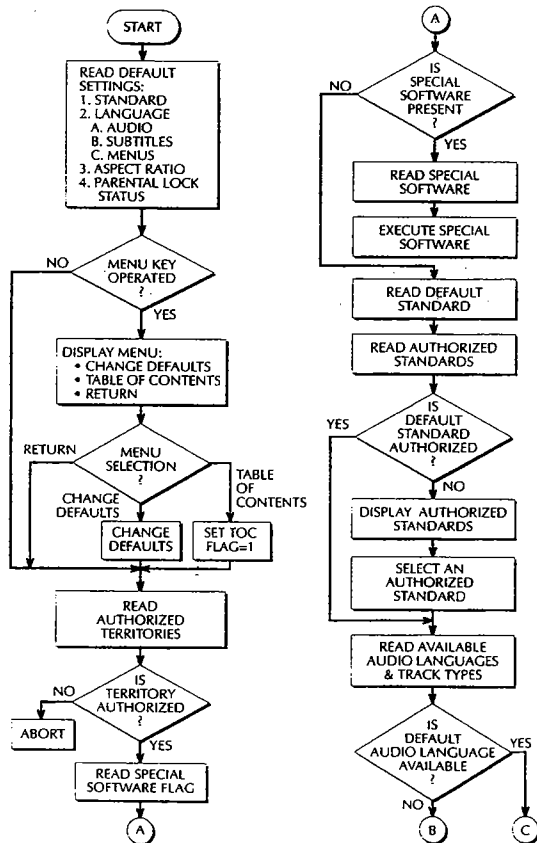 START
READ DEFAULT
SETTINGS:
1. STANDARD
2. LANGUAGE
A. AUDIO
B. SUBTITLES
C. MENUS
3. ASPECT RATIO
4. PARENTAL LOCK
STATUS
NO
MENU KEY
OPERATED
?
YES
DISPLAY MENU:
• CHANGE DEFAULTS
• TABLE OF CONTENTS
• RETURN
RETURN
MENU
SELECTION
?
CHANGE
DEFAULTS
TABLE
OF
CONTENTS
CHANGE
DEFAULTS
SET TOC
FLAG=1
READ
AUTHORIZED
TERRITORIES
NO
IS
TERRITORY
AUTHORIZED
?
ABORT
YES
READ SPECIAL
SOFTWARE FLAG
A
A
NO
IS
SPECIAL
SOFTWARE
PRESENT
?
YES
READ SPECIAL
SOFTWARE
EXECUTE SPECIAL
SOFTWARE
READ DEFAULT
STANDARD
READ AUTHORIZED
STANDARDS
YES
IS
DEFAULT
STANDARD
AUTHORIZED
?
NO
DISPLAY AUTHORIZED
STANDARDS
SELECT AN
AUTHORIZED
STANDARD
READ AVAILABLE
AUDIO LANGUAGES
& TRACK TYPES
IS
DEFAULT
AUDIO LANGUAGE
AVAILABLE
?
YES
NO
B
C